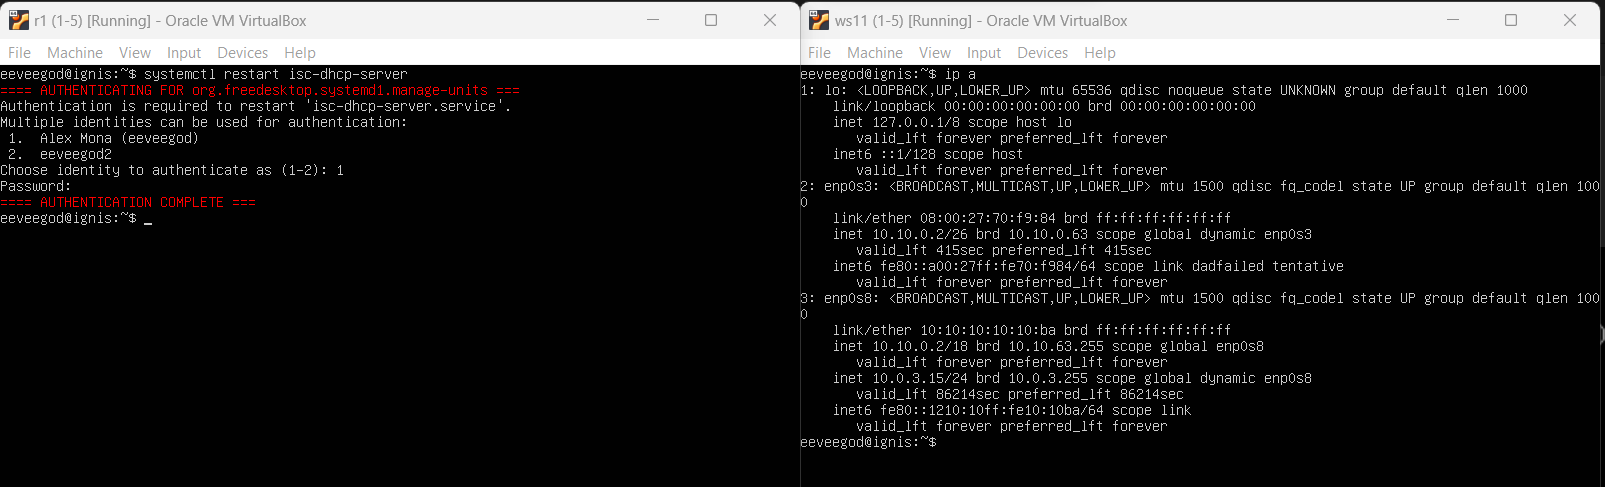 r1 (1-5) [Running] - Oracle VM VirtualBox
File Machine View Input Devices Help
eeveegod@ignis:~$ systemctl restart isc-dhcp-server
==== AUTHENTICATING FOR org.freedesktop.systemd1.manage-units ===
Authentication is required to restart 'isc-dhcp-server.service'.
Multiple identities can be used for authentication:
 1.  Alex Mona (eeveegod)
 2.  eeveegod2
Choose identity to authenticate as (1-2): 1
Password:
==== AUTHENTICATION COMPLETE ===
eeveegod@ignis:~$ _
ws11 (1-5) [Running] - Oracle VM VirtualBox
File Machine View Input Devices Help
eeveegod@ignis:~$ ip a
1: lo: <LOOPBACK,UP,LOWER_UP> mtu 65536 qdisc noqueue state UNKNOWN group default qlen 1000
    link/loopback 00:00:00:00:00:00 brd 00:00:00:00:00:00
    inet 127.0.0.1/8 scope host lo
       valid_lft forever preferred_lft forever
    inet6 ::1/128 scope host
       valid_lft forever preferred_lft forever
2: enp0s3: <BROADCAST,MULTICAST,UP,LOWER_UP> mtu 1500 qdisc fq_codel state UP group default qlen 100
0
    link/ether 08:00:27:70:f9:84 brd ff:ff:ff:ff:ff:ff
    inet 10.10.0.2/26 brd 10.10.0.63 scope global dynamic enp0s3
       valid_lft 415sec preferred_lft 415sec
    inet6 fe80::a00:27ff:fe70:f984/64 scope link dadfailed tentative
       valid_lft forever preferred_lft forever
3: enp0s8: <BROADCAST,MULTICAST,UP,LOWER_UP> mtu 1500 qdisc fq_codel state UP group default qlen 100
0
    link/ether 10:10:10:10:10:ba brd ff:ff:ff:ff:ff:ff
    inet 10.10.0.2/18 brd 10.10.63.255 scope global enp0s8
       valid_lft forever preferred_lft forever
    inet 10.0.3.15/24 brd 10.0.3.255 scope global dynamic enp0s8
       valid_lft 86214sec preferred_lft 86214sec
    inet6 fe80::1210:10ff:fe10:10ba/64 scope link
       valid_lft forever preferred_lft forever
eeveegod@ignis:~$